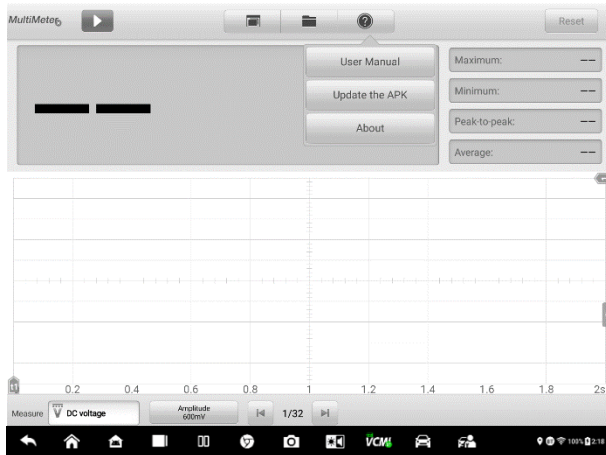 MultiMeter
Reset
User Manual
Update the APK
About
Maximum: --
Minimum: --
Peak-to-peak: --
Average: --
0.2 0.4 0.6 0.8 1 1.2 1.4 1.6 1.8 2s
Measure DC voltage
Amplitude
600mV
1/32
VCMI
100% 2:18